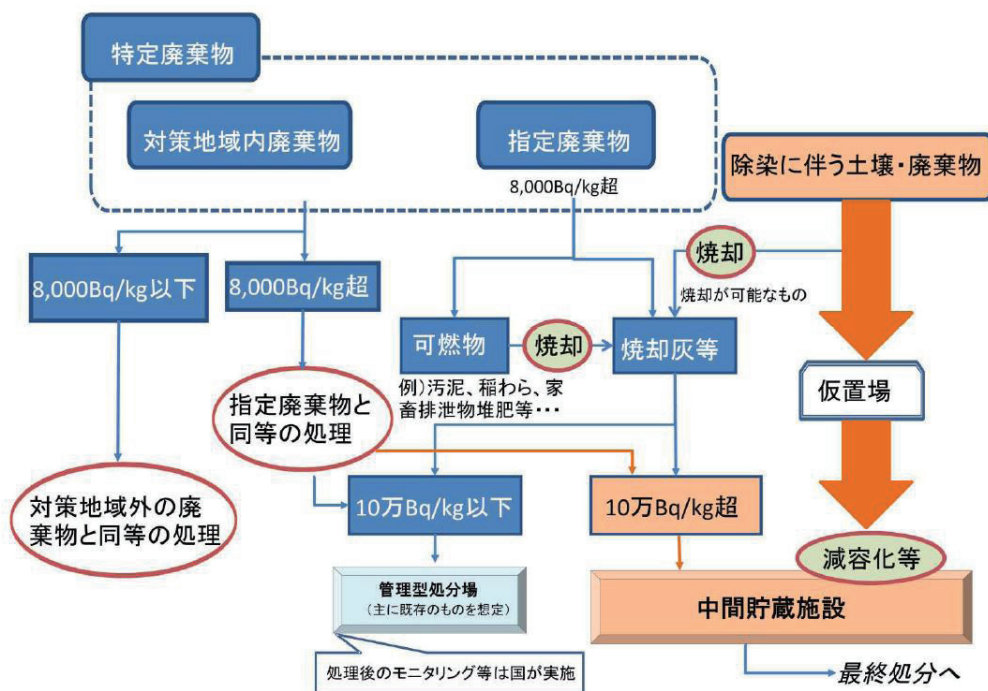 特定廃棄物
対策地域内廃棄物
指定廃棄物
8,000Bq/kg超
除染に伴う土壌・廃棄物
8,000Bq/kg以下
8,000Bq/kg超
焼却
焼却が可能なもの
可燃物
焼却
焼却灰等
例)汚泥、稲わら、家
畜排泄物堆肥等・・・
仮置場
指定廃棄物と
同等の処理
対策地域外の廃
棄物と同等の処理
10万Bq/kg以下
10万Bq/kg超
減容化等
管理型処分場
(主に既存のものを想定)
中間貯蔵施設
処理後のモニタリング等は国が実施
最終処分へ